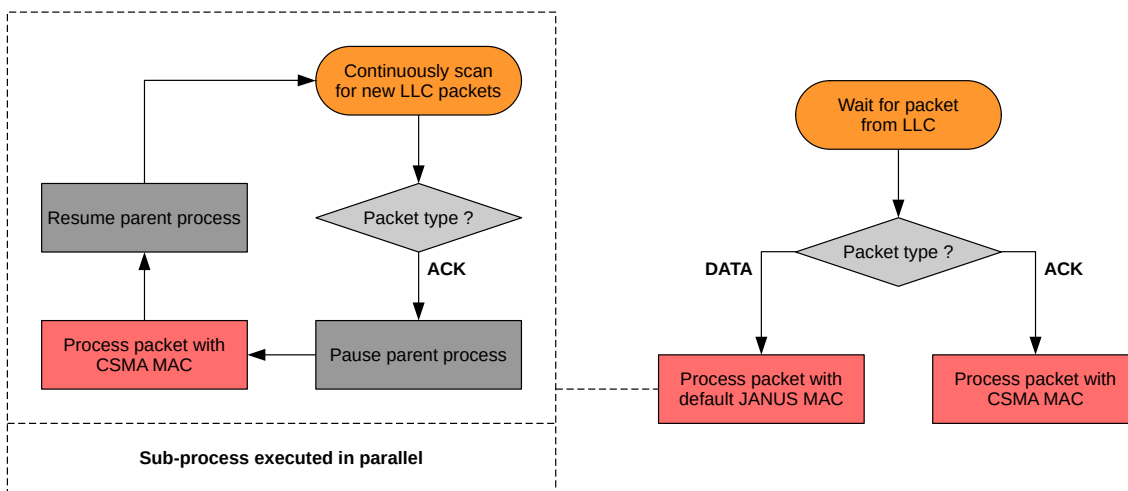 Continuously scan
for new LLC packets
Resume parent process
Packet type ?
ACK
Process packet with
CSMA MAC
Pause parent process
Sub-process executed in parallel
Wait for packet
from LLC
Packet type ?
DATA
ACK
Process packet with
default JANUS MAC
Process packet with
CSMA MAC